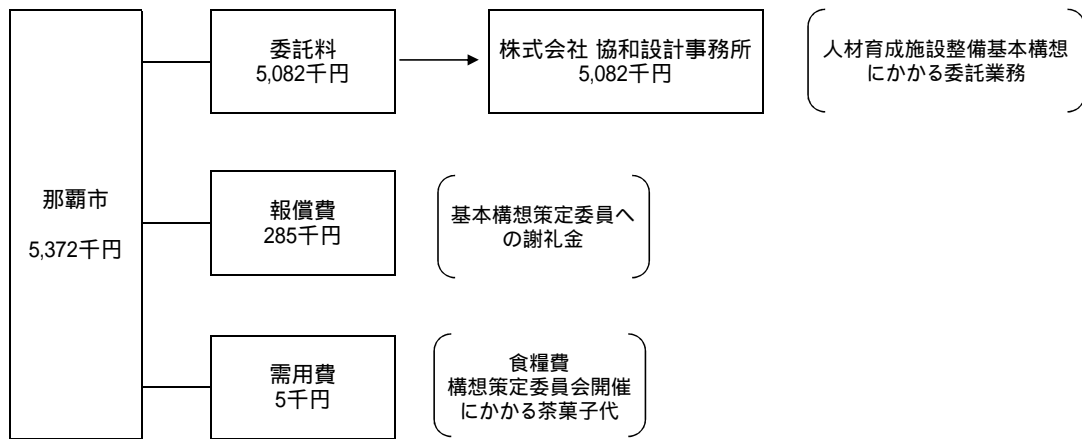 那覇市
5,372千円
委託料
5,082千円
株式会社 協和設計事務所
5,082千円
人材育成施設整備基本構想
にかかる委託業務
報償費
285千円
基本構想策定委員へ
の謝礼金
需用費
5千円
食糧費
構想策定委員会開催
にかかる茶菓子代